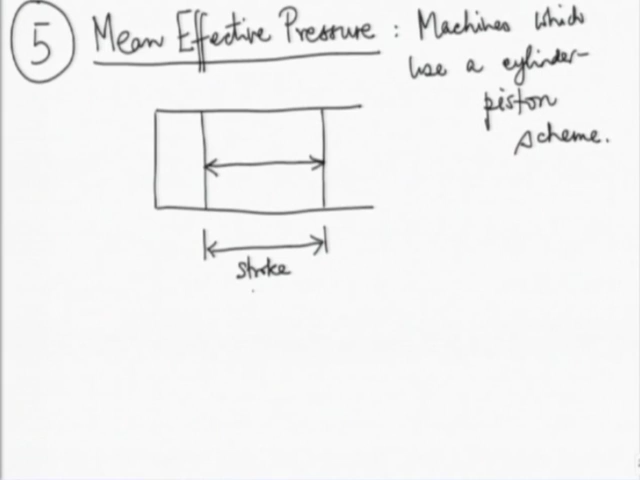 5 Mean Effective Pressure : Machines which
use a cylinder-
piston
scheme.
stroke